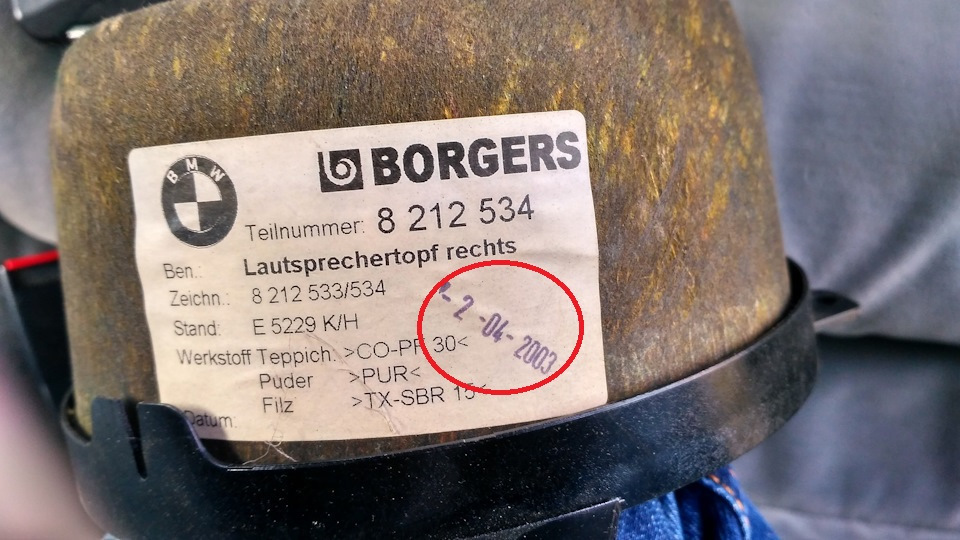 BMW
BORGERS
Teilnummer: 8 212 534
Ben.: Lautsprechertopf rechts
Zeichn.: 8 212 533/534
Stand: E 5229 K/H
2 -04- 2003
Werkstoff Teppich: >CO-PP 30<
Puder >PUR<
Filz >TX-SBR 15<
Datum: